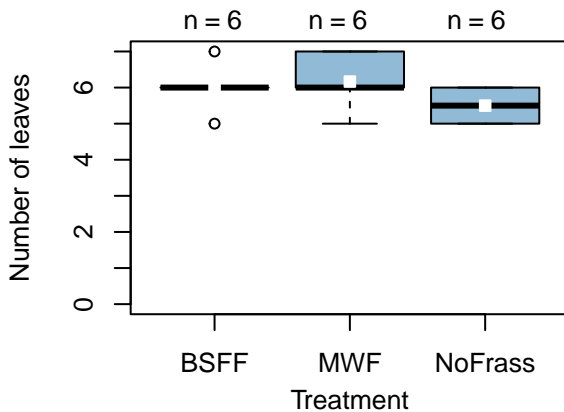 n = 6 n = 6 n = 6
Number of leaves
6
4
2
0
BSFF MWF NoFrass
Treatment